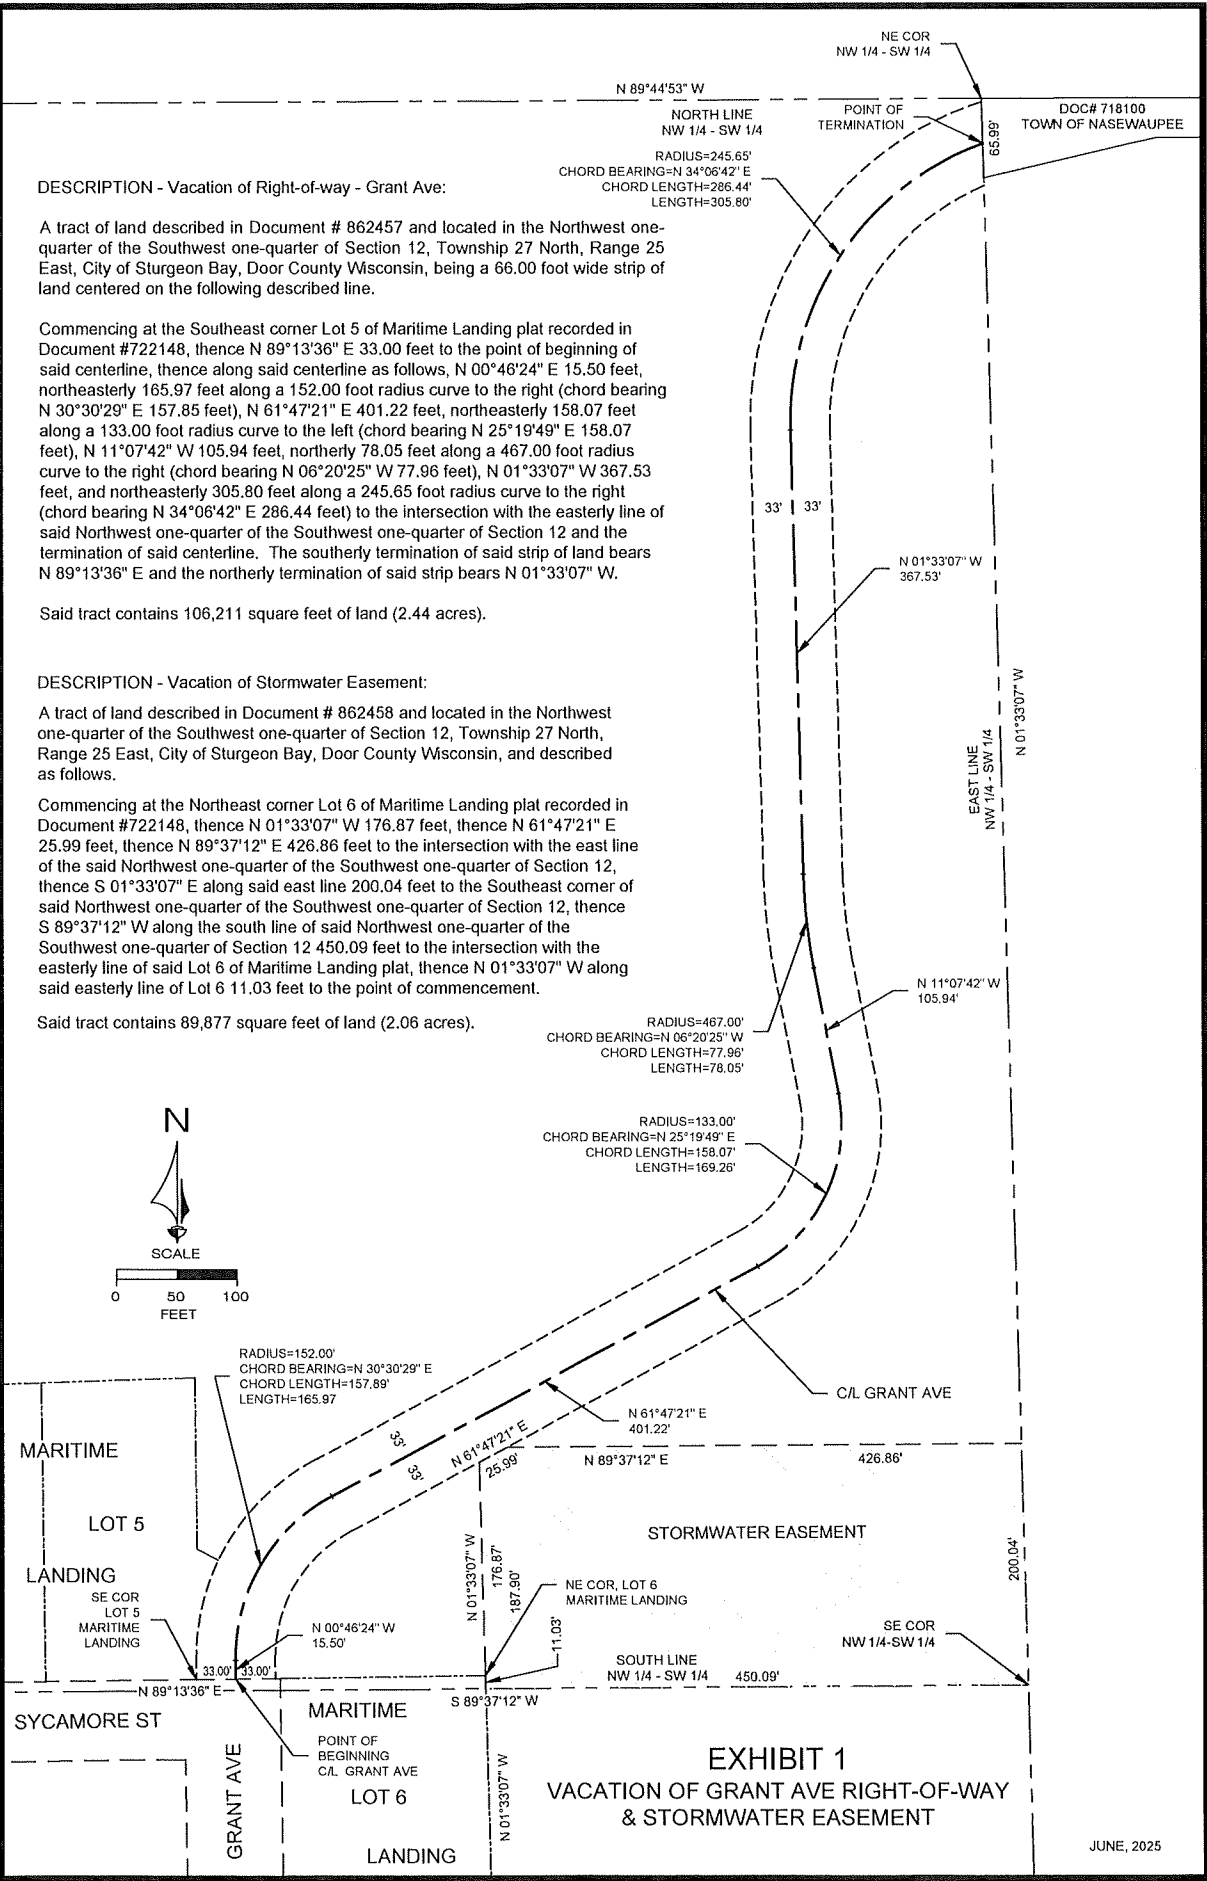 NE COR
NW 1/4 - SW 1/4
N 89°44'53" W
NORTH LINE
NW 1/4 - SW 1/4
POINT OF
TERMINATION
DOC# 718100
TOWN OF NASEWAUPEE
65.99'
RADIUS=245.65'
CHORD BEARING=N 34°06'42" E
CHORD LENGTH=286.44'
LENGTH=305.80'
DESCRIPTION - Vacation of Right-of-way - Grant Ave:
A tract of land described in Document # 862457 and located in the Northwest one-
quarter of the Southwest one-quarter of Section 12, Township 27 North, Range 25
East, City of Sturgeon Bay, Door County Wisconsin, being a 66.00 foot wide strip of
land centered on the following described line.
Commencing at the Southeast corner Lot 5 of Maritime Landing plat recorded in
Document #722148, thence N 89°13'36" E 33.00 feet to the point of beginning of
said centerline, thence along said centerline as follows, N 00°46'24" E 15.50 feet,
northeasterly 165.97 feet along a 152.00 foot radius curve to the right (chord bearing
N 30°30'29" E 157.85 feet), N 61°47'21" E 401.22 feet, northeasterly 158.07 feet
along a 133.00 foot radius curve to the left (chord bearing N 25°19'49" E 158.07
feet), N 11°07'42" W 105.94 feet, northerly 78.05 feet along a 467.00 foot radius
curve to the right (chord bearing N 06°20'25" W 77.96 feet), N 01°33'07" W 367.53
feet, and northeasterly 305.80 feet along a 245.65 foot radius curve to the right
(chord bearing N 34°06'42" E 286.44 feet) to the intersection with the easterly line of
said Northwest one-quarter of the Southwest one-quarter of Section 12 and the
termination of said centerline. The southerly termination of said strip of land bears
N 89°13'36" E and the northerly termination of said strip bears N 01°33'07" W.
Said tract contains 106,211 square feet of land (2.44 acres).
33' 33'
N 01°33'07" W
367.53'
DESCRIPTION - Vacation of Stormwater Easement:
A tract of land described in Document # 862458 and located in the Northwest
one-quarter of the Southwest one-quarter of Section 12, Township 27 North,
Range 25 East, City of Sturgeon Bay, Door County Wisconsin, and described
as follows.
Commencing at the Northeast corner Lot 6 of Maritime Landing plat recorded in
Document #722148, thence N 01°33'07" W 176.87 feet, thence N 61°47'21" E
25.99 feet, thence N 89°37'12" E 426.86 feet to the intersection with the east line
of the said Northwest one-quarter of the Southwest one-quarter of Section 12,
thence S 01°33'07" E along said east line 200.04 feet to the Southeast corner of
said Northwest one-quarter of the Southwest one-quarter of Section 12, thence
S 89°37'12" W along the south line of said Northwest one-quarter of the
Southwest one-quarter of Section 12 450.09 feet to the intersection with the
easterly line of said Lot 6 of Maritime Landing plat, thence N 01°33'07" W along
said easterly line of Lot 6 11.03 feet to the point of commencement.
Said tract contains 89,877 square feet of land (2.06 acres).
EAST LINE
NW 1/4 - SW 1/4
N 01°33'07" W
N 11°07'42" W
105.94'
RADIUS=467.00'
CHORD BEARING=N 06°20'25" W
CHORD LENGTH=77.96'
LENGTH=78.05'
RADIUS=133.00'
CHORD BEARING=N 25°19'49" E
CHORD LENGTH=158.07'
LENGTH=169.26'
N
SCALE
0 50 100
FEET
RADIUS=152.00'
CHORD BEARING=N 30°30'29" E
CHORD LENGTH=157.89'
LENGTH=165.97
C/L GRANT AVE
N 61°47'21" E
401.22'
33'
33'
N 61°47'21" E
25.99'
N 89°37'12" E
426.86'
MARITIME
LOT 5
LANDING
STORMWATER EASEMENT
200.04'
N 01°33'07" W
176.87'
187.90'
11.03'
NE COR, LOT 6
MARITIME LANDING
SE COR
LOT 5
MARITIME
LANDING
N 00°46'24" W
15.50'
33.00' 33.00'
SE COR
NW 1/4-SW 1/4
SOUTH LINE
NW 1/4 - SW 1/4
450.09'
N 89°13'36" E
S 89°37'12" W
SYCAMORE ST
MARITIME
POINT OF
BEGINNING
C/L GRANT AVE
GRANT AVE
LOT 6
LANDING
N 01°33'07" W
EXHIBIT 1
VACATION OF GRANT AVE RIGHT-OF-WAY
& STORMWATER EASEMENT
JUNE, 2025